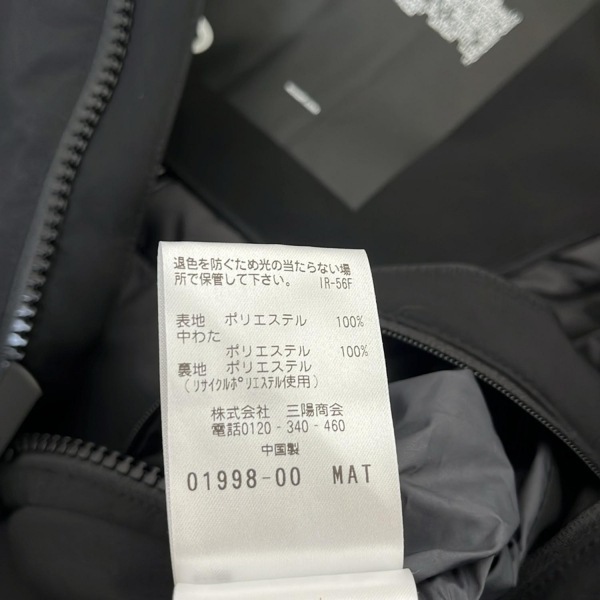 退色を防ぐため光の当たらない場
所で保管して下さい。 IR-56F
表地 ポリエステル 100%
中わた
ポリエステル 100%
裏地 ポリエステル
(リサイクルポリエステル使用)
株式会社 三陽商会
電話0120-340-460
中国製
01998-00 MAT